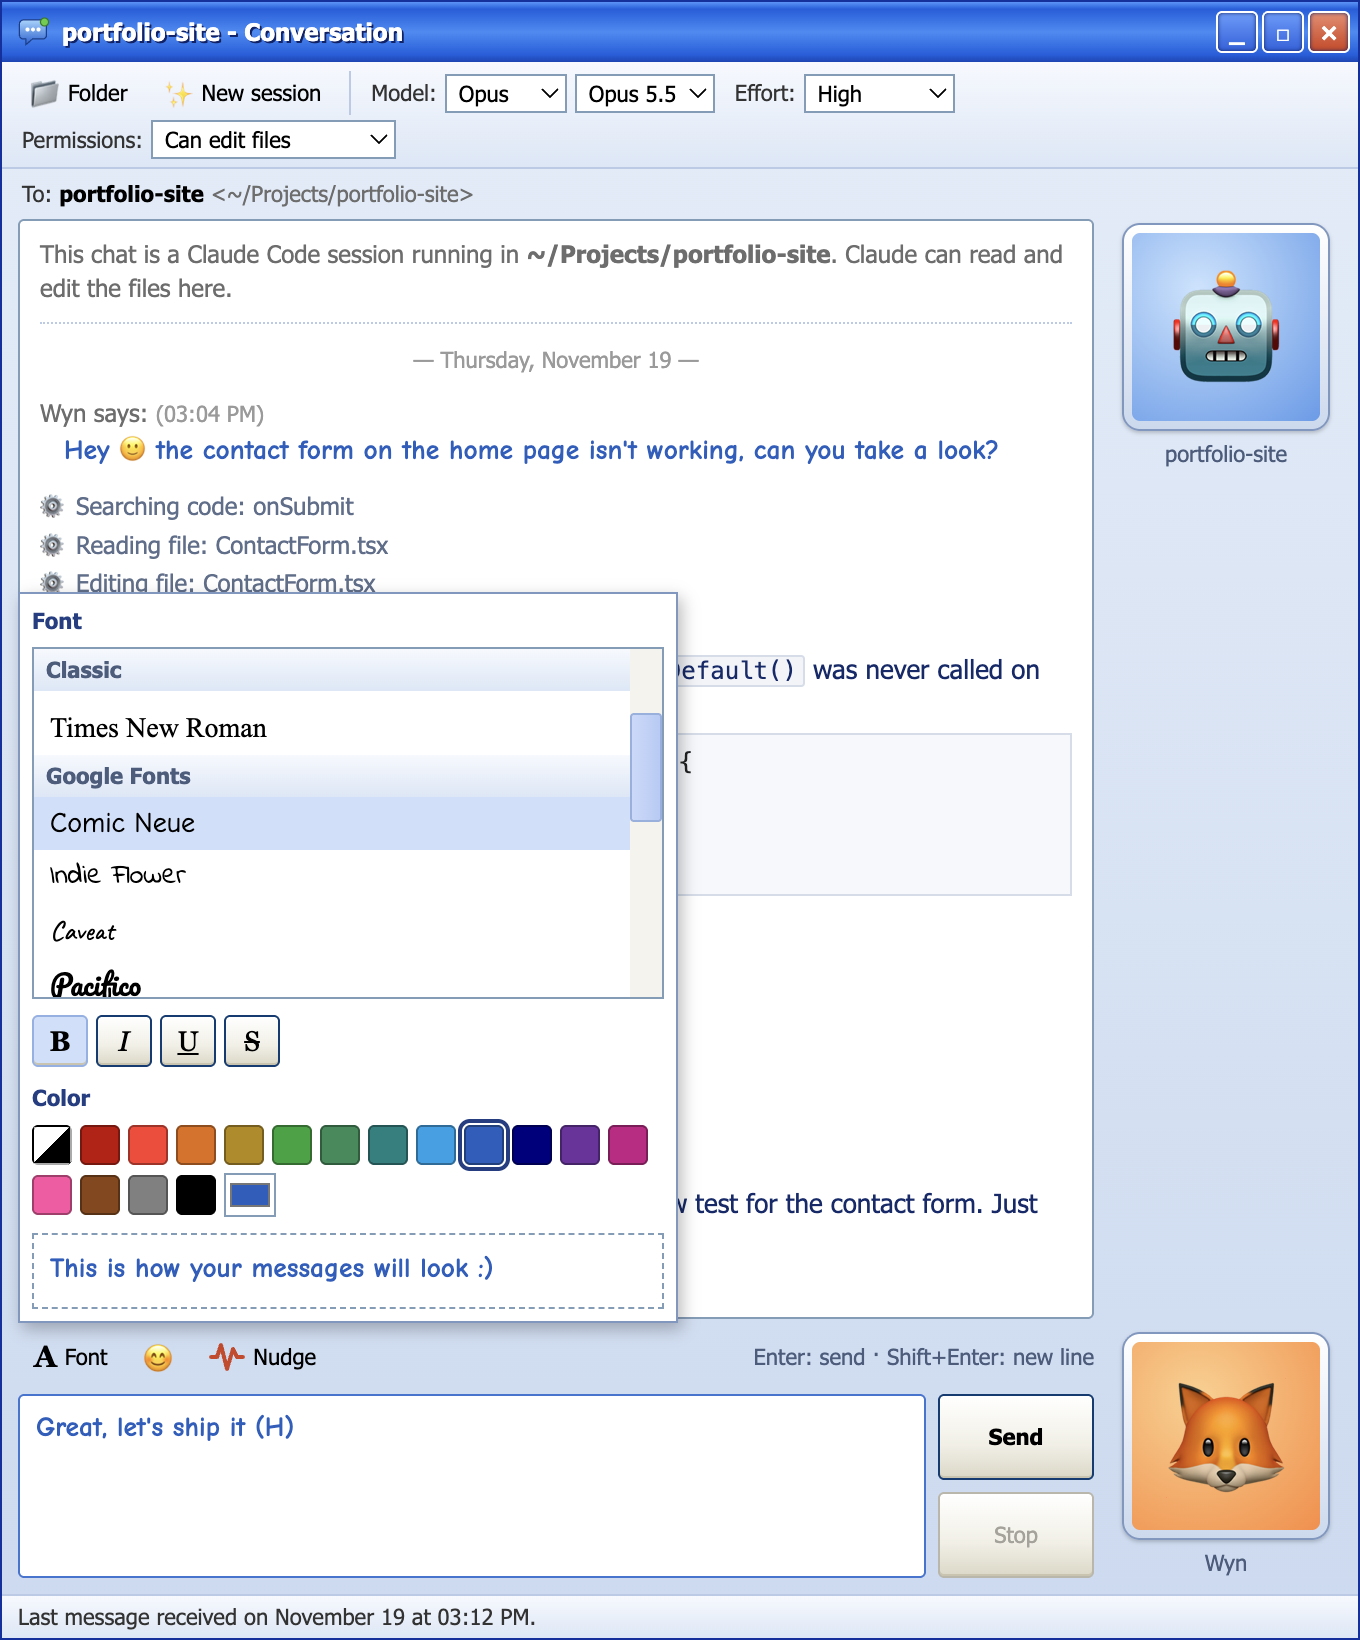 portfolio-site - Conversation
Folder New session Model: Opus Opus 5.5 Effort: High
Permissions: Can edit files
To: portfolio-site <~/Projects/portfolio-site>
This chat is a Claude Code session running in ~/Projects/portfolio-site. Claude can read and
edit the files here.
— Thursday, November 19 —
Wyn says: (03:04 PM)
Hey 🙂 the contact form on the home page isn't working, can you take a look?
Searching code: onSubmit
Reading file: ContactForm.tsx
Editing file: ContactForm.tsx
portfolio-site
Default() was never called on
{
test for the contact form. Just
Font
Classic
Times New Roman
Google Fonts
Comic Neue
Indie Flower
Caveat
Pacifico
B I U S
Color
This is how your messages will look :)
A Font Nudge Enter: send · Shift+Enter: new line
Great, let's ship it (H)
Send
Stop
Wyn
Last message received on November 19 at 03:12 PM.